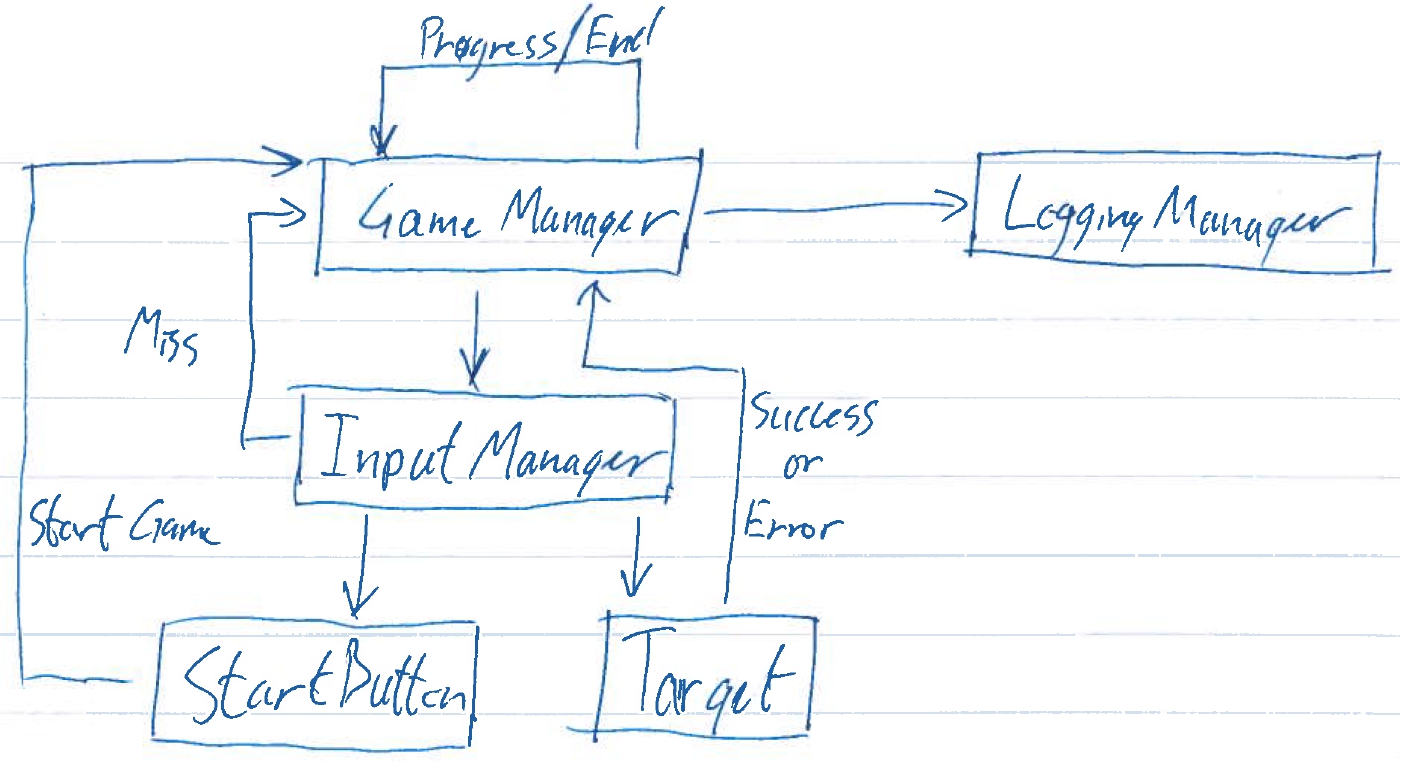 Progress/End
Game Manager
Logging Manager
Miss
Input Manager
Success
or
Error
Start Game
StartButton
Target